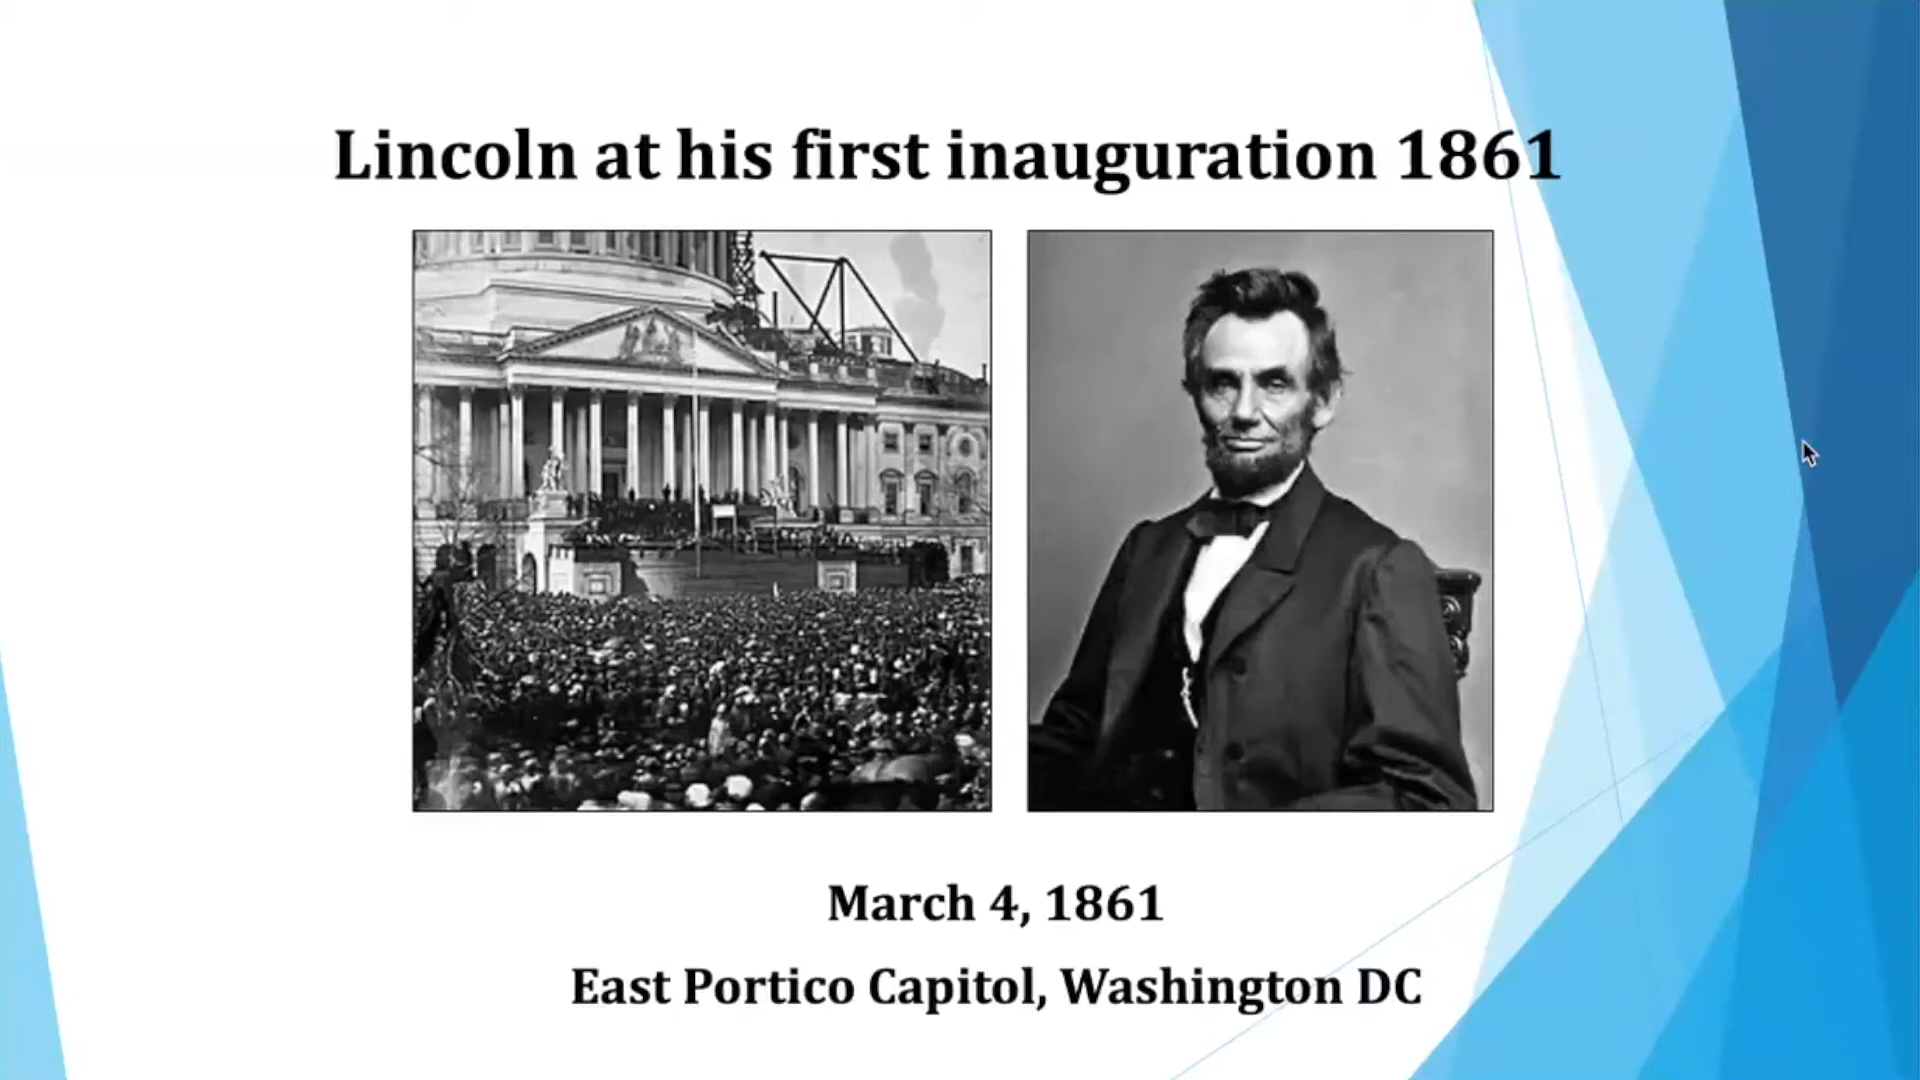 Lincoln at his first inauguration 1861
March 4, 1861
East Portico Capitol, Washington DC